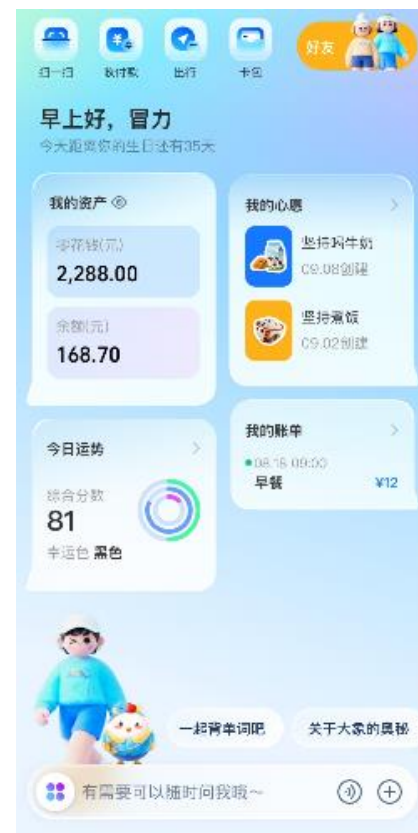 扫一扫 收付款 出行 卡包 好友
早上好，冒力
今天距离你的生日还有35天
我的资产
零花钱(元)
2,288.00
余额(元)
168.70
我的心愿
坚持喝牛奶
09.08创建
坚持煮饭
09.02创建
今日运势
综合分数
81
幸运色 黑色
我的账单
08.18 09:00
早餐 ¥12
一起背单词吧 关于大象的奥秘
有需要可以随时问我哦～